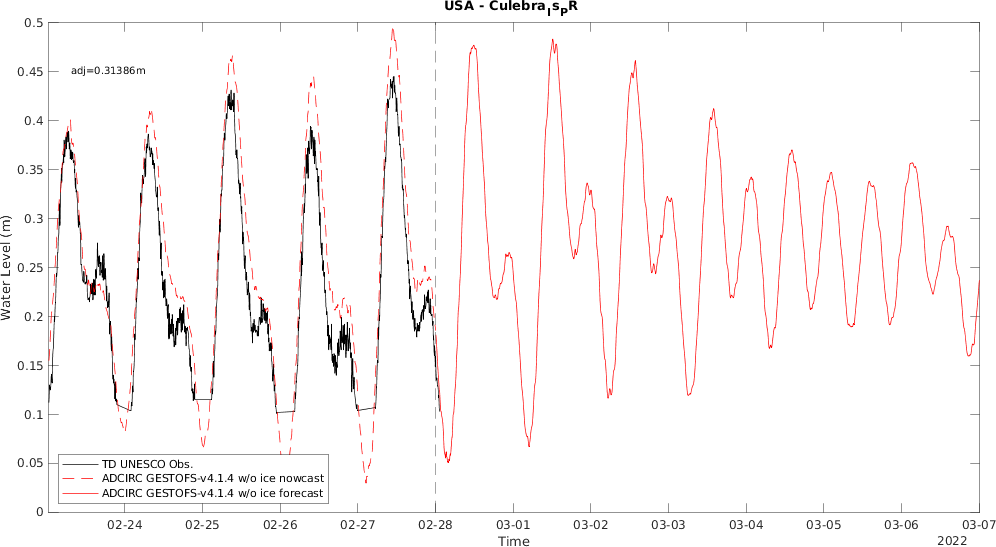 USA - Culebra_Is_PR
0.5
0.45
0.4
0.35
0.3
0.25
0.2
0.15
0.1
0.05
0
Water Level (m)
adj=0.31386m
TD UNESCO Obs.
ADCIRC GESTOFS-v4.1.4 w/o ice nowcast
ADCIRC GESTOFS-v4.1.4 w/o ice forecast
02-24 02-25 02-26 02-27 02-28 03-01 03-02 03-03 03-04 03-05 03-06 03-07
Time
2022